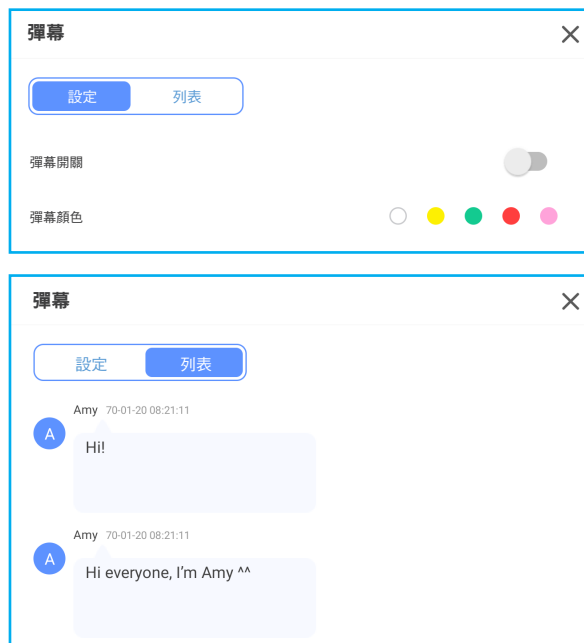 彈幕
設定 列表
彈幕開關
彈幕顏色
彈幕
設定 列表
Amy 70-01-20 08:21:11
A
Hi!
Amy 70-01-20 08:21:11
A
Hi everyone, I'm Amy ^^